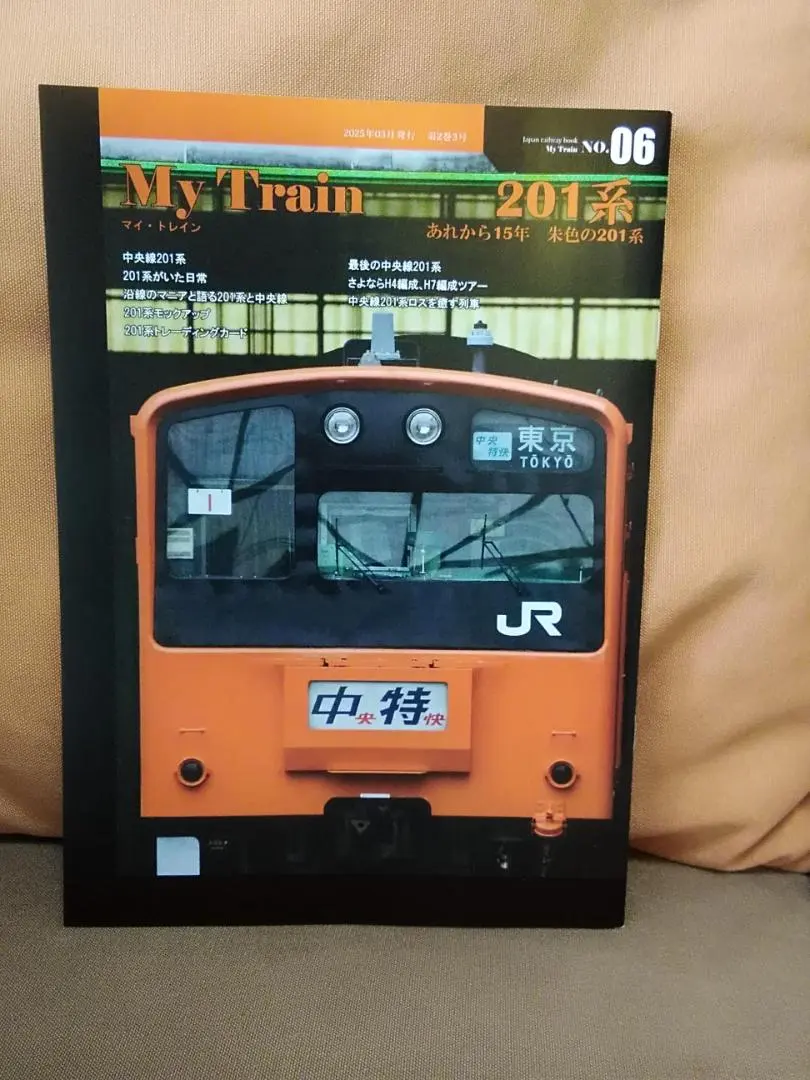 2025年03月発行 第2巻3号
Japan railway book
My Train NO.06
My Train
マイ・トレイン
201系
あれから15年 朱色の201系
中央線201系
201系がいた日常
沿線のマニアと語る201系と中央線
201系モックアップ
201系トレーディングカード
最後の中央線201系
さよならH4編成、H7編成ツアー
中央線201系ロスを癒す列車
中央
特快
東京
TŌKYŌ
1
JR
中央特快